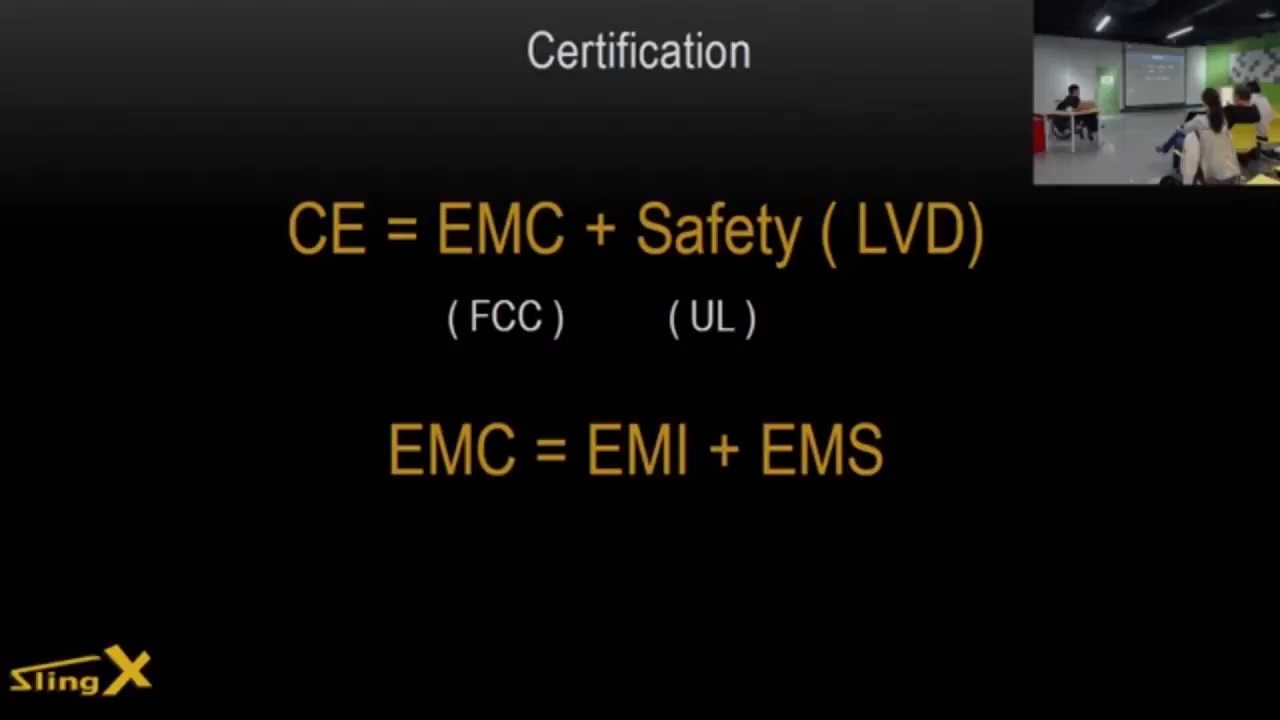 Certification
CE = EMC + Safety ( LVD)
( FCC ) ( UL )
EMC = EMI + EMS
SlingX